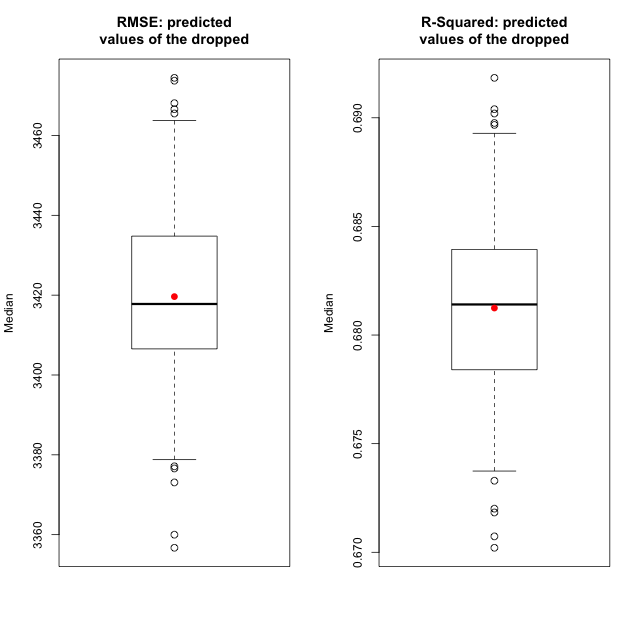 RMSE: predicted
values of the dropped
Median
3460
3440
3420
3400
3380
3360
R-Squared: predicted
values of the dropped
Median
0.690
0.685
0.680
0.675
0.670